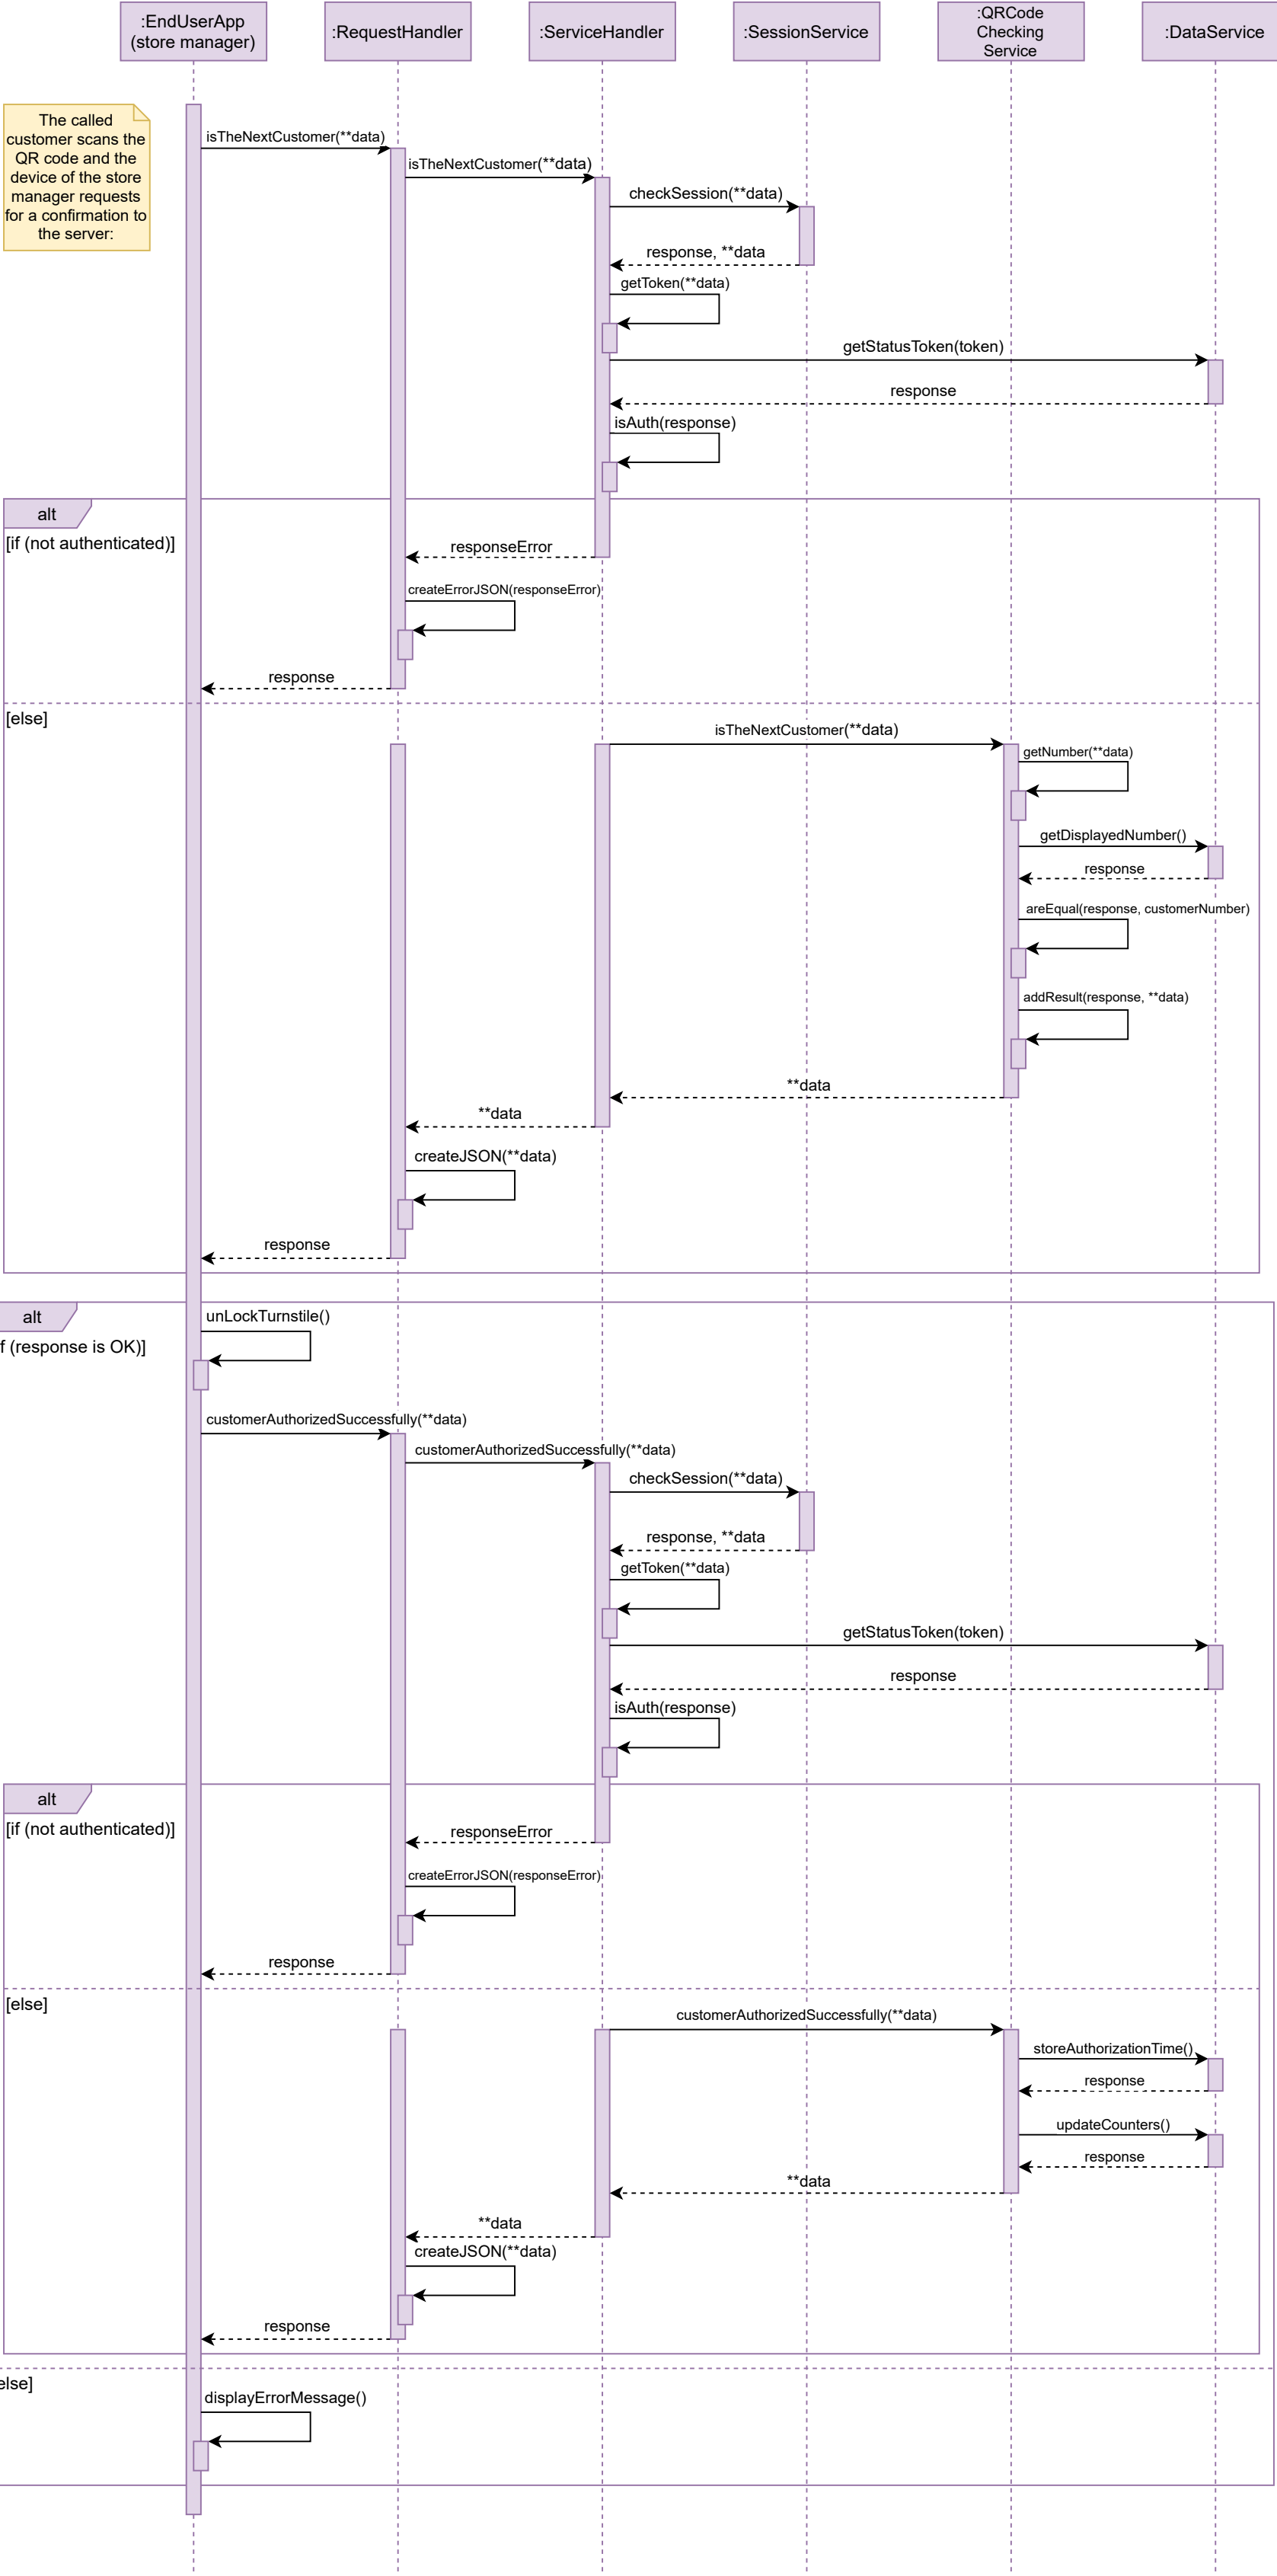 :EndUserApp
(store manager)
:RequestHandler
:ServiceHandler
:SessionService
:QRCode
Checking
Service
:DataService
The called
customer scans the
QR code and the
device of the store
manager requests
for a confirmation to
the server:
isTheNextCustomer(**data)
isTheNextCustomer(**data)
checkSession(**data)
response, **data
getToken(**data)
getStatusToken(token)
response
isAuth(response)
alt
[if (not authenticated)]
responseError
createErrorJSON(responseError)
response
[else]
isTheNextCustomer(**data)
getNumber(**data)
getDisplayedNumber()
response
areEqual(response, customerNumber)
addResult(response, **data)
**data
**data
createJSON(**data)
response
alt
unLockTurnstile()
f (response is OK)]
customerAuthorizedSuccessfully(**data)
customerAuthorizedSuccessfully(**data)
checkSession(**data)
response, **data
getToken(**data)
getStatusToken(token)
response
isAuth(response)
alt
[if (not authenticated)]
responseError
createErrorJSON(responseError)
response
[else]
customerAuthorizedSuccessfully(**data)
storeAuthorizationTime()
response
updateCounters()
response
**data
**data
createJSON(**data)
response
else]
displayErrorMessage()